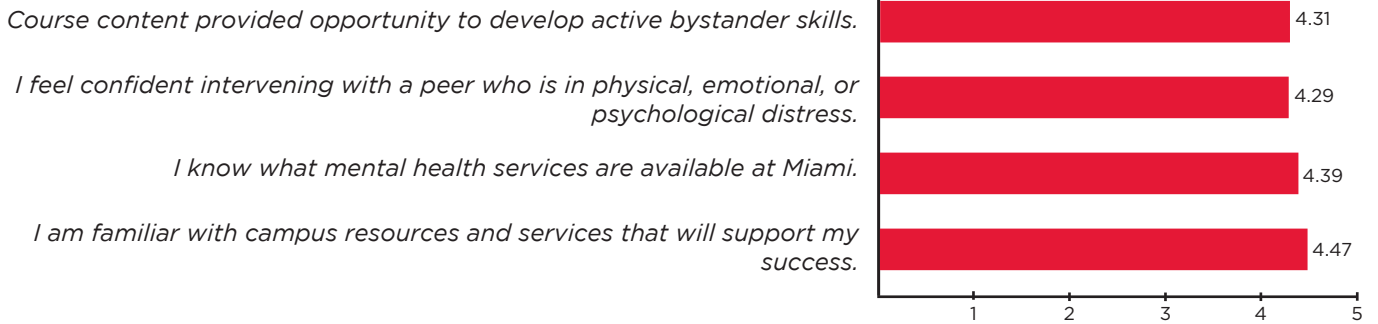 Course content provided opportunity to develop active bystander skills.
4.31
I feel confident intervening with a peer who is in physical, emotional, or
psychological distress.
4.29
I know what mental health services are available at Miami.
4.39
I am familiar with campus resources and services that will support my
success.
4.47
1 2 3 4 5